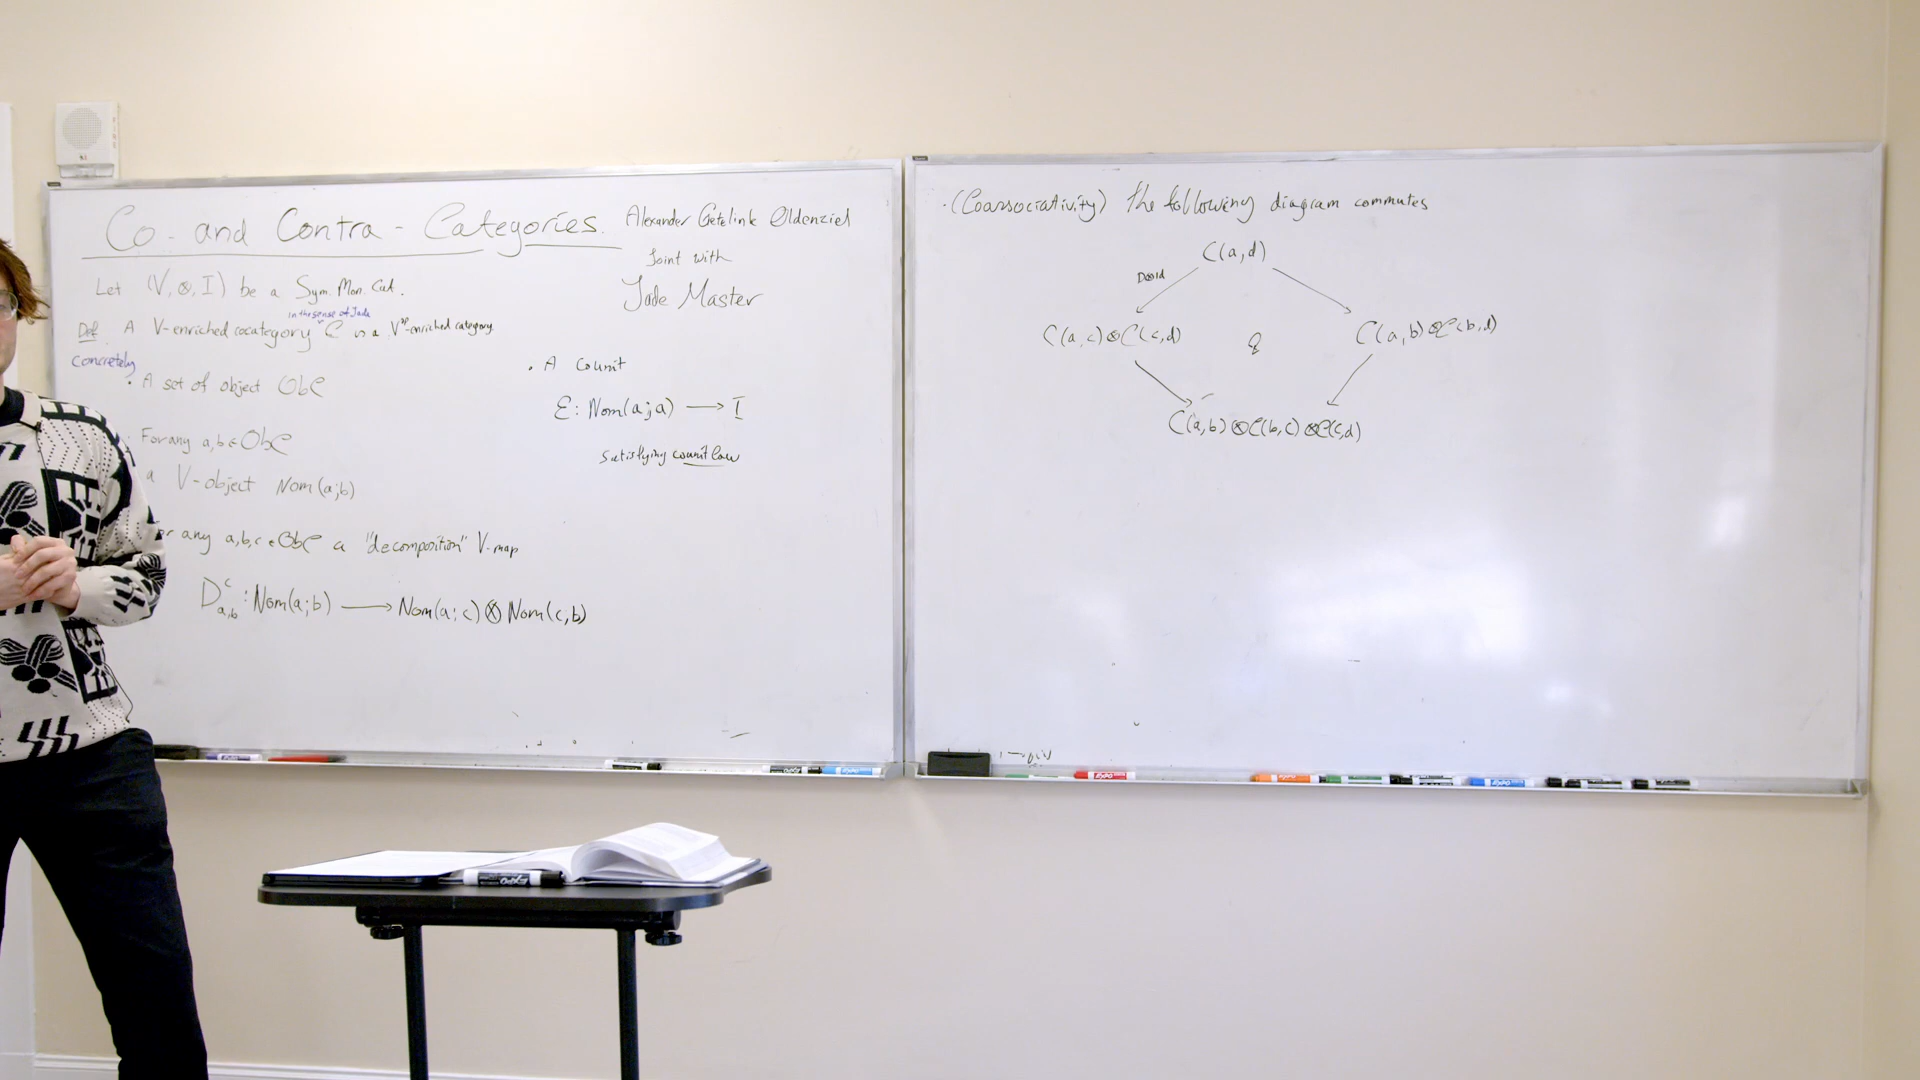 Co- and Contra-Categories.
Alexander Gietelink Oldenziel
Joint with
Jade Master
Let (V, ⊗, I) be a Sym. Mon. Cat.
in the sense of Jade
Def A V-enriched cocategory C is a V^op-enriched category
Concretely
• A set of object Ob C
For any a,b ∈ Ob C
a V-object Nom(a;b)
any a,b,c ∈ Ob C a "decomposition" V-map
D^c_{a,b} : Nom(a;b) ⟶ Nom(a;c) ⊗ Nom(c,b)
• A Counit
ε: Nom(a;a) ⟶ I
satisfying counit law
• (Coassociativity) the following diagram commutes
C(a,d)
D⊗id
C(a,c)⊗C(c,d) C(a,b)⊗C(b,d)
C(a,b)⊗C(b,c)⊗C(c,d)
EXPO